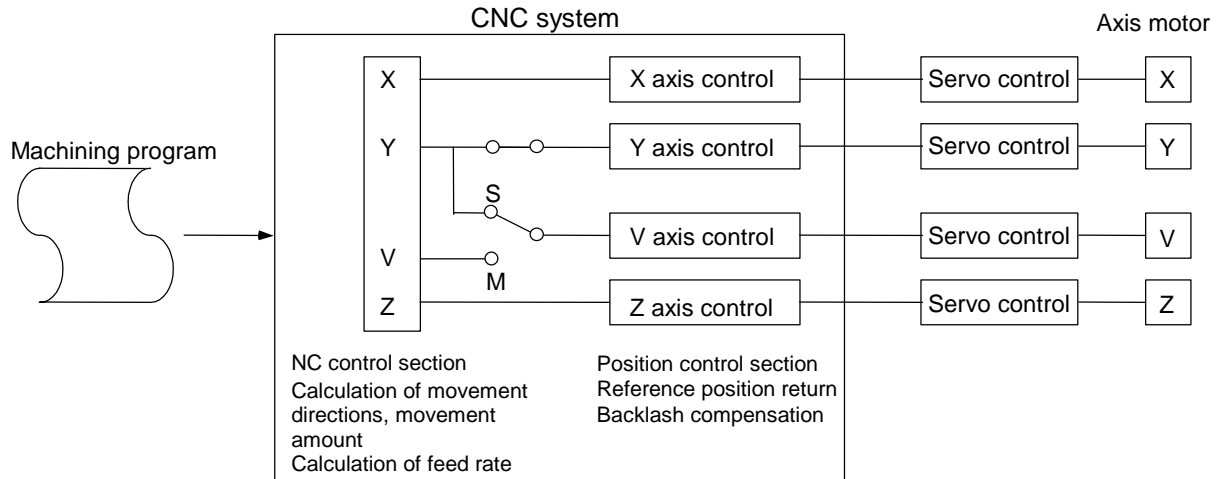 CNC system
Axis motor
X
X axis control
Servo control
X
Machining program
Y
Y axis control
Servo control
Y
S
V
V axis control
Servo control
V
M
Z
Z axis control
Servo control
Z
NC control section
Calculation of movement
directions, movement
amount
Calculation of feed rate
Position control section
Reference position return
Backlash compensation